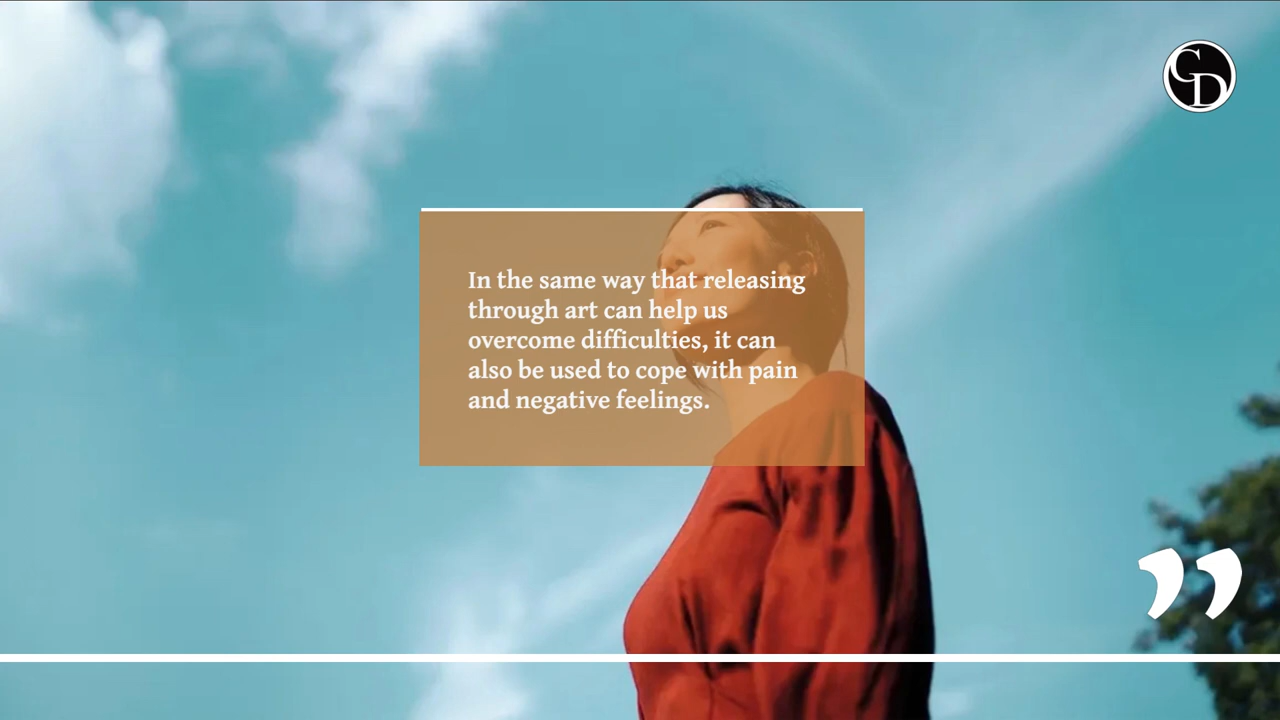 CD
In the same way that releasing
through art can help us
overcome difficulties, it can
also be used to cope with pain
and negative feelings.
”